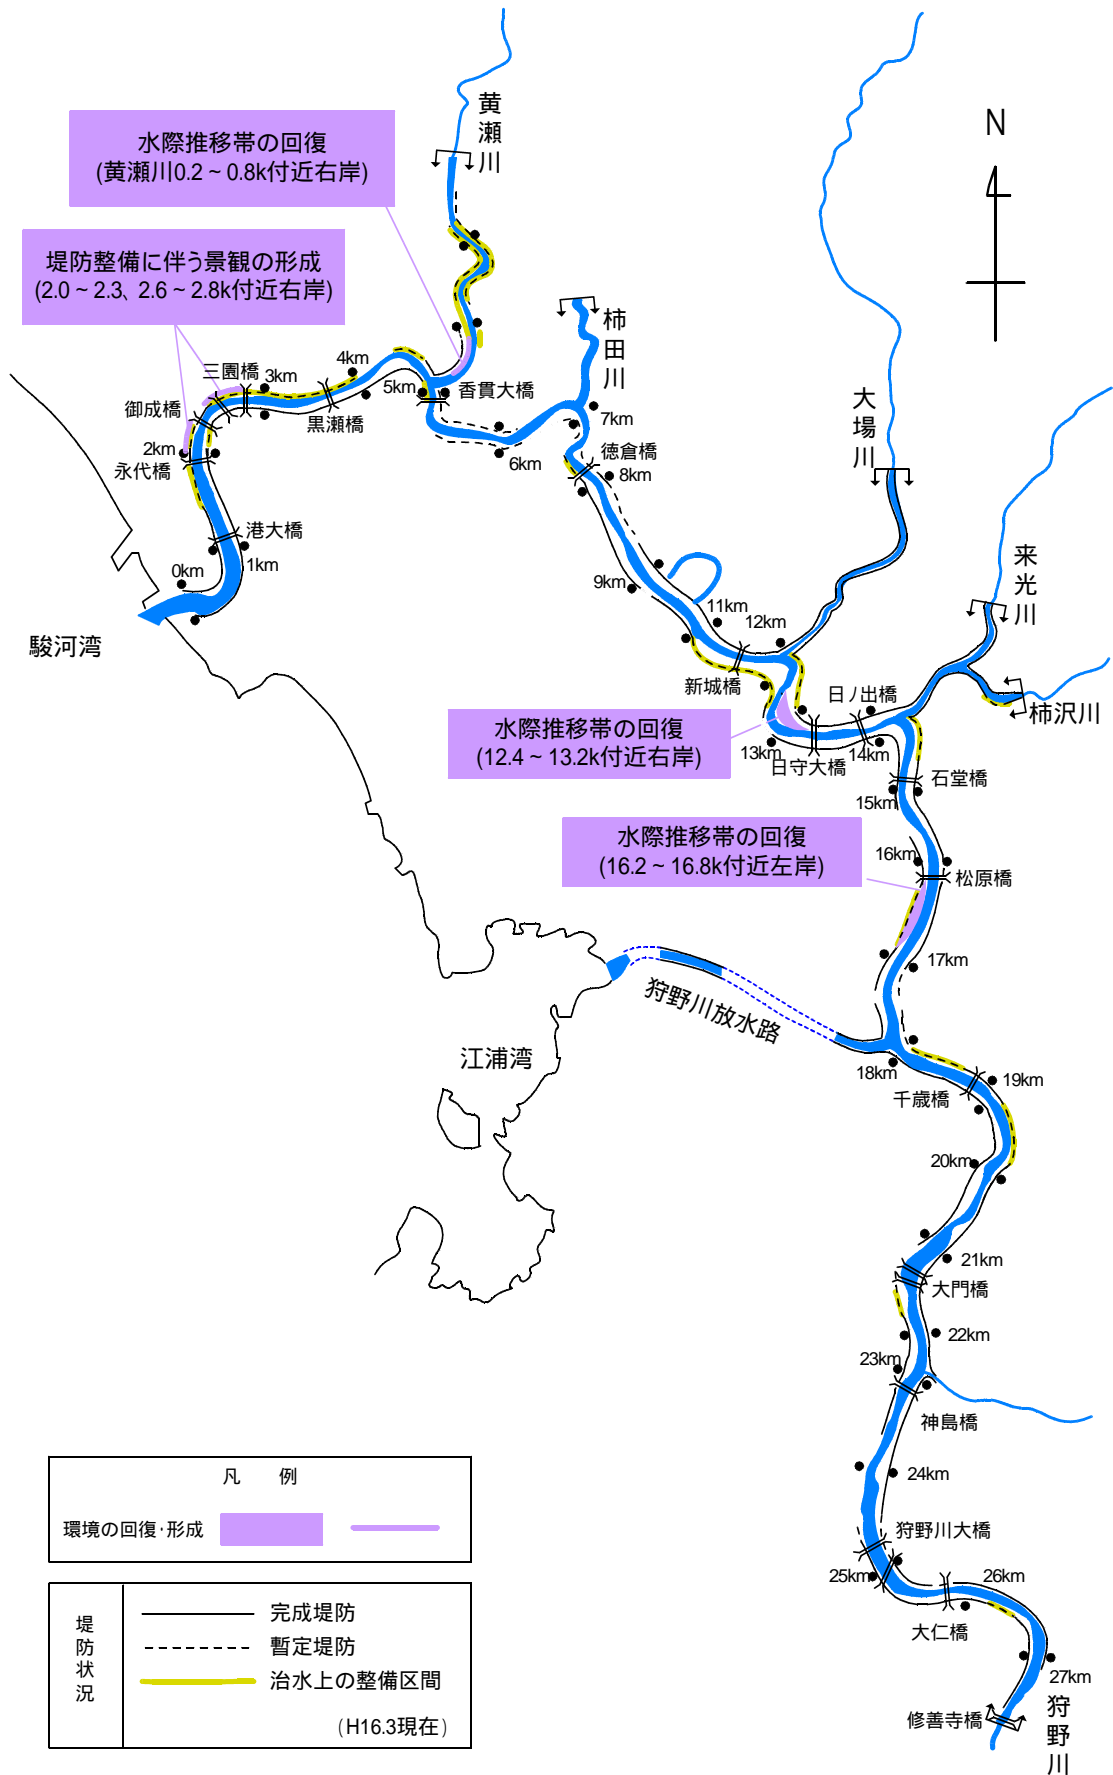 黄瀬川
N
水際推移帯の回復
(黄瀬川0.2～0.8k付近右岸)
堤防整備に伴う景観の形成
(2.0～2.3、2.6～2.8k付近右岸)
柿田川
三園橋
3km
4km
5km
香貫大橋
御成橋
黒瀬橋
大場川
7km
2km
永代橋
6km
徳倉橋
8km
港大橋
1km
0km
9km
来光川
11km
12km
駿河湾
新城橋
日ノ出橋
柿沢川
水際推移帯の回復
(12.4～13.2k付近右岸)
13km
日守大橋
14km
石堂橋
15km
水際推移帯の回復
(16.2～16.8k付近左岸)
16km
松原橋
17km
狩野川放水路
江浦湾
18km
千歳橋
19km
20km
21km
大門橋
22km
23km
神島橋
24km
狩野川大橋
25km
26km
大仁橋
27km
修善寺橋
狩野川
凡　例
環境の回復・形成
堤防状況
完成堤防
暫定堤防
治水上の整備区間
(H16.3現在)